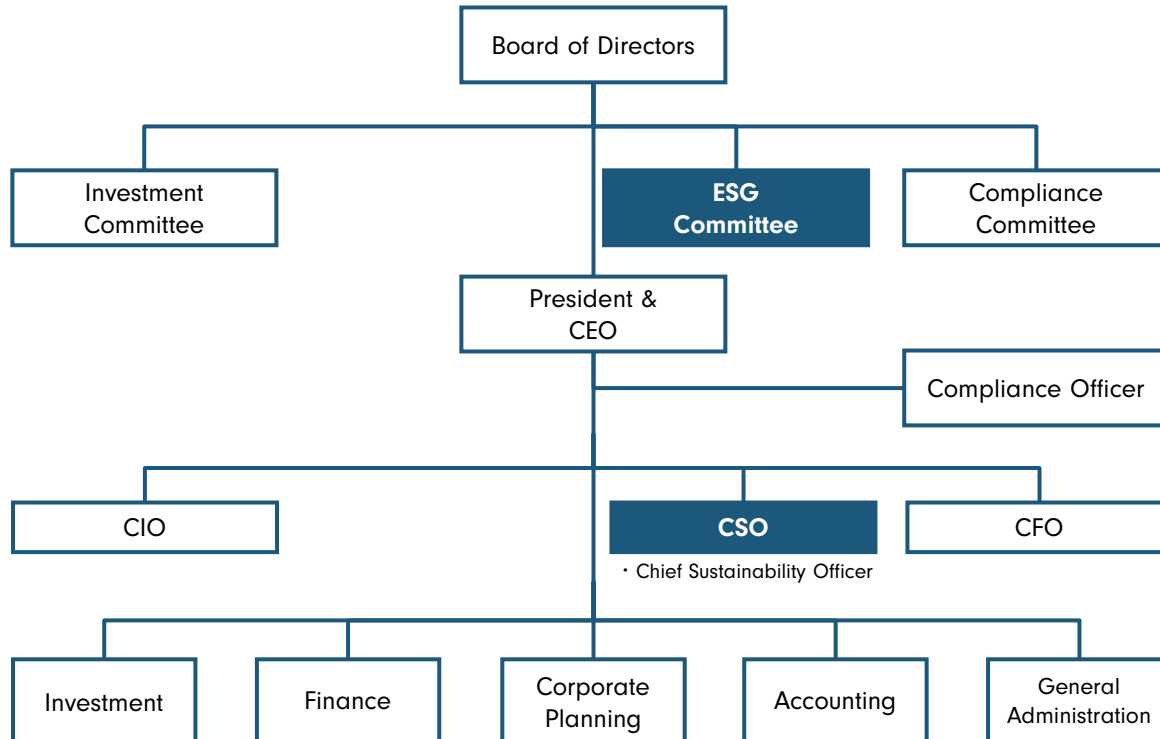 Board of Directors
Investment
Committee
ESG
Committee
Compliance
Committee
President &
CEO
Compliance Officer
CIO
CSO
CFO
・Chief Sustainability Officer
Investment
Finance
Corporate
Planning
Accounting
General
Administration